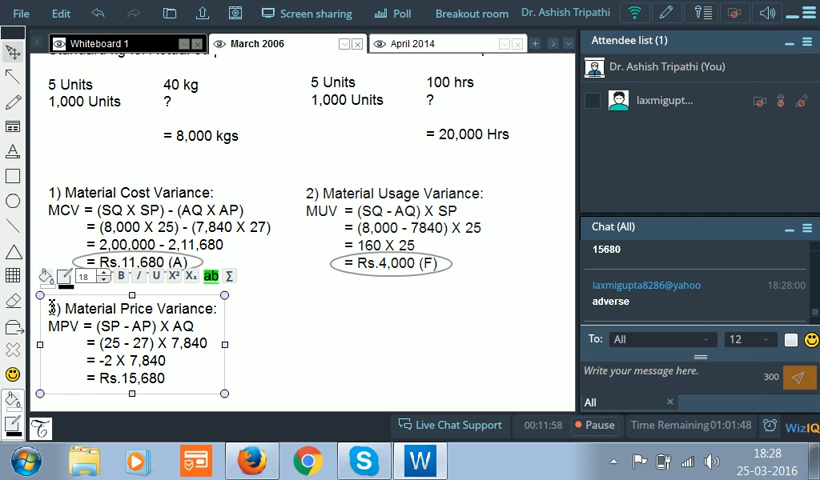 File Edit Screen sharing Poll Breakout room Dr. Ashish Tripathi
Whiteboard 1 March 2006 April 2014
5 Units 40 kg
1,000 Units ?
= 8,000 kgs
5 Units 100 hrs
1,000 Units ?
= 20,000 Hrs
1) Material Cost Variance:
MCV = (SQ X SP) - (AQ X AP)
= (8,000 X 25) - (7,840 X 27)
= 2,00,000 - 2,11,680
= Rs.11,680 (A)
2) Material Usage Variance:
MUV = (SQ - AQ) X SP
= (8,000 - 7840) X 25
= 160 X 25
= Rs.4,000 (F)
18 B I U X² X₂ ab Σ
3) Material Price Variance:
MPV = (SP - AP) X AQ
= (25 - 27) X 7,840
= -2 X 7,840
= Rs.15,680
Attendee list (1)
Dr. Ashish Tripathi (You)
laxmigupt...
Chat (All)
15680
laxmigupta8286@yahoo 18:28:00
adverse
To: All 12
Write your message here. 300
All
Live Chat Support 00:11:58 Pause Time Remaining 01:01:48 WizIQ
18:28
25-03-2016